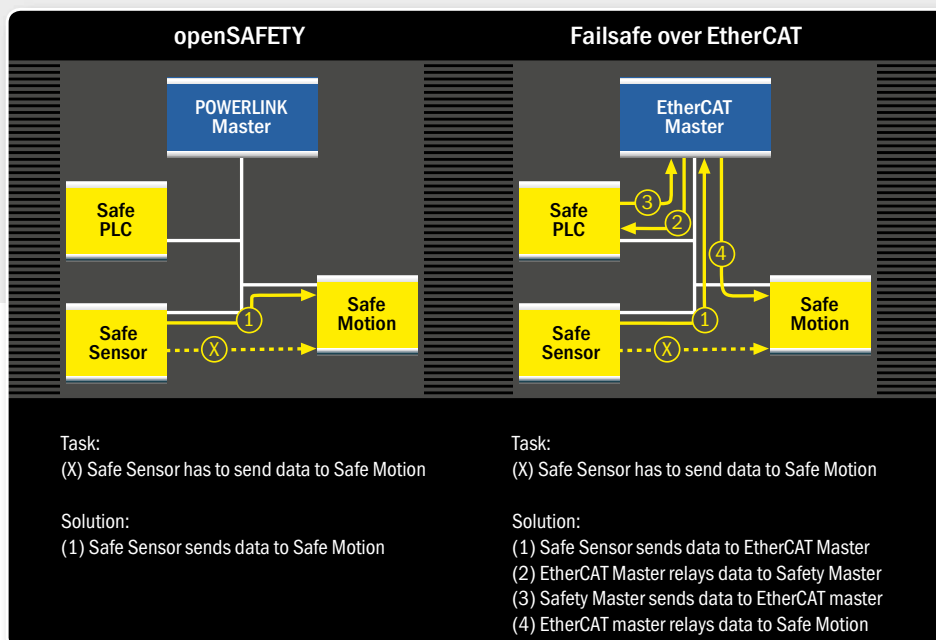 openSAFETY
POWERLINK
Master
Safe
PLC
Safe
Sensor
Safe
Motion
1
X
Task:
(X) Safe Sensor has to send data to Safe Motion
Solution:
(1) Safe Sensor sends data to Safe Motion
Failsafe over EtherCAT
EtherCAT
Master
Safe
PLC
3
2
4
Safe
Sensor
1
Safe
Motion
X
Task:
(X) Safe Sensor has to send data to Safe Motion
Solution:
(1) Safe Sensor sends data to EtherCAT Master
(2) EtherCAT Master relays data to Safety Master
(3) Safety Master sends data to EtherCAT master
(4) EtherCAT master relays data to Safe Motion